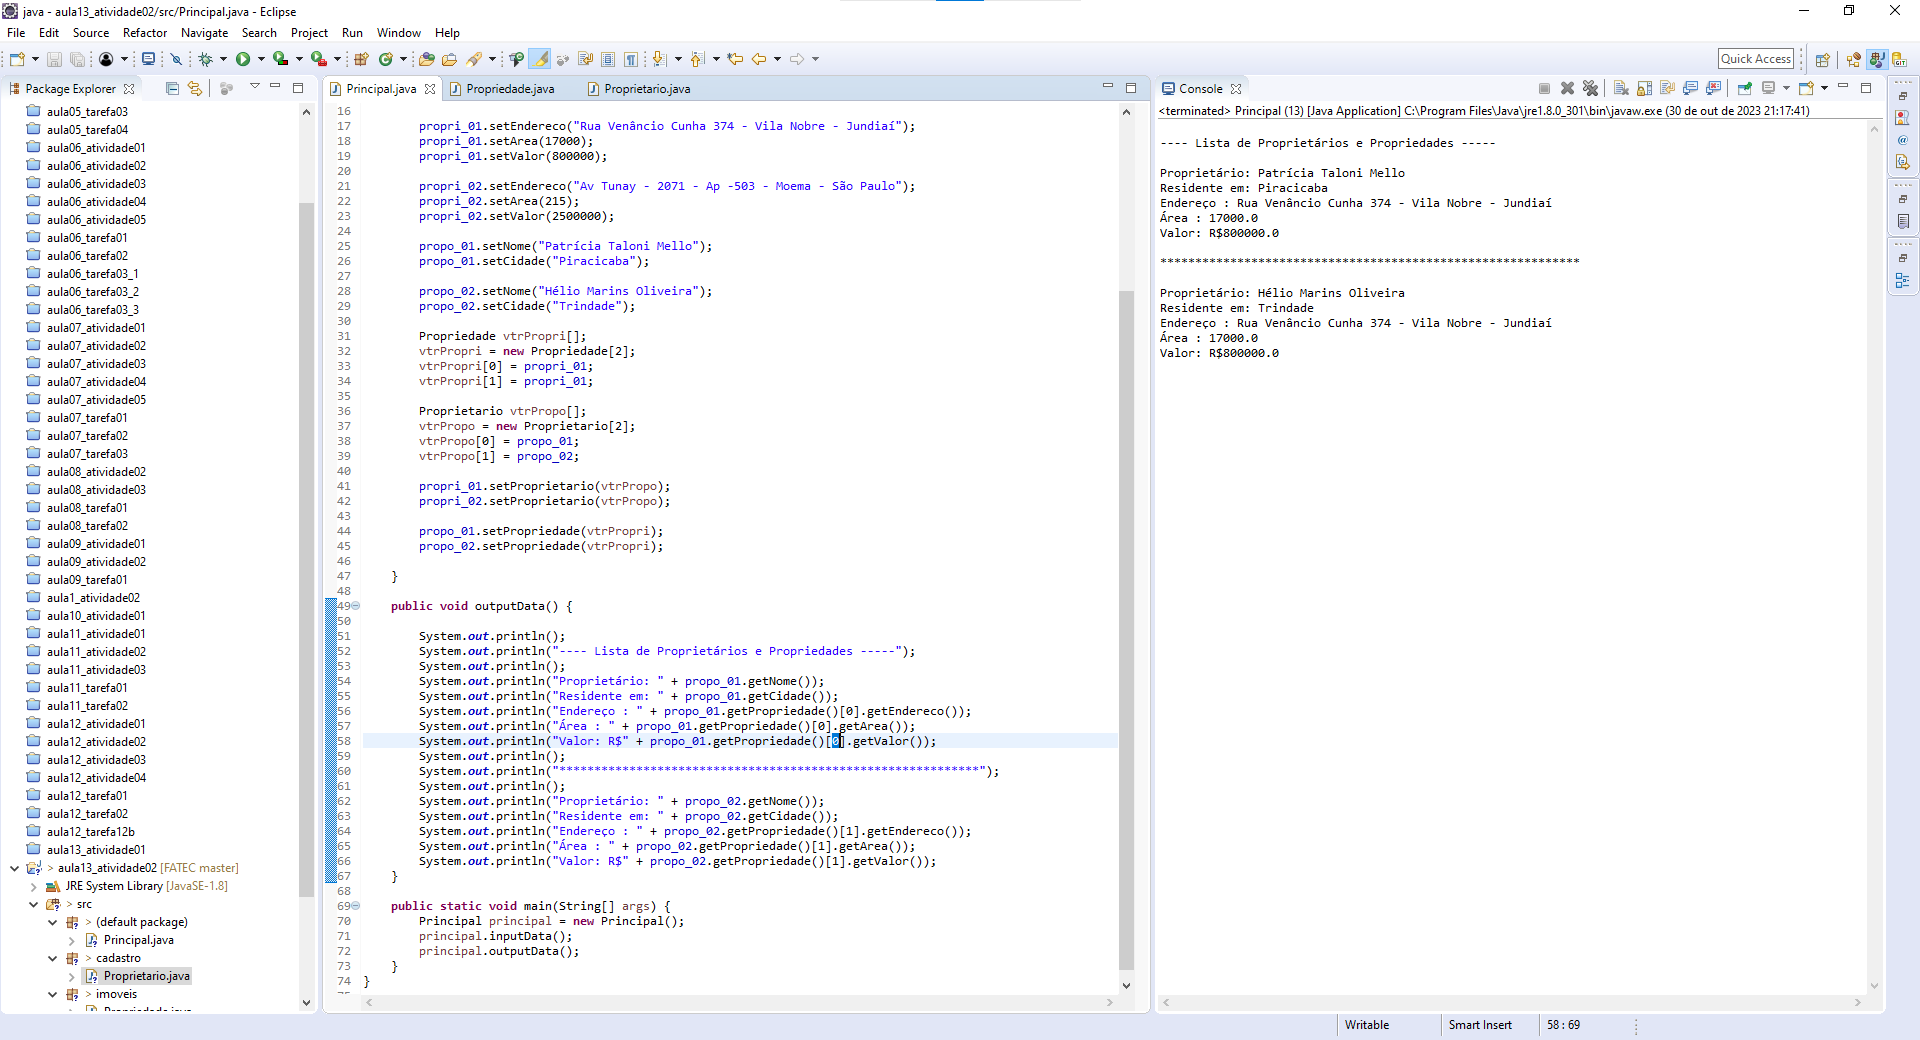 java - aula13_atividade02/src/Principal.java - Eclipse
File Edit Source Refactor Navigate Search Project Run Window Help
Quick Access
Package Explorer
aula05_tarefa03
aula05_tarefa04
aula06_atividade01
aula06_atividade02
aula06_atividade03
aula06_atividade04
aula06_atividade05
aula06_tarefa01
aula06_tarefa02
aula06_tarefa03_1
aula06_tarefa03_2
aula06_tarefa03_3
aula07_atividade01
aula07_atividade02
aula07_atividade03
aula07_atividade04
aula07_atividade05
aula07_tarefa01
aula07_tarefa02
aula07_tarefa03
aula08_atividade02
aula08_atividade03
aula08_tarefa01
aula08_tarefa02
aula09_atividade01
aula09_atividade02
aula09_tarefa01
aula1_atividade02
aula10_atividade01
aula11_atividade01
aula11_atividade02
aula11_atividade03
aula11_tarefa01
aula11_tarefa02
aula12_atividade01
aula12_atividade02
aula12_atividade03
aula12_atividade04
aula12_tarefa01
aula12_tarefa02
aula12_tarefa12b
aula13_atividade01
> aula13_atividade02 [FATEC master]
JRE System Library [JavaSE-1.8]
> src
> (default package)
Principal.java
> cadastro
Proprietario.java
> imoveis
Propriedade.java
Principal.java Propriedade.java Proprietario.java
16
17 propri_01.setEndereco("Rua Venâncio Cunha 374 - Vila Nobre - Jundiaí");
18 propri_01.setArea(17000);
19 propri_01.setValor(800000);
20
21 propri_02.setEndereco("Av Tunay - 2071 - Ap -503 - Moema - São Paulo");
22 propri_02.setArea(215);
23 propri_02.setValor(2500000);
24
25 propo_01.setNome("Patrícia Taloni Mello");
26 propo_01.setCidade("Piracicaba");
27
28 propo_02.setNome("Hélio Marins Oliveira");
29 propo_02.setCidade("Trindade");
30
31 Propriedade vtrPropri[];
32 vtrPropri = new Propriedade[2];
33 vtrPropri[0] = propri_01;
34 vtrPropri[1] = propri_01;
35
36 Proprietario vtrPropo[];
37 vtrPropo = new Proprietario[2];
38 vtrPropo[0] = propo_01;
39 vtrPropo[1] = propo_02;
40
41 propri_01.setProprietario(vtrPropo);
42 propri_02.setProprietario(vtrPropo);
43
44 propo_01.setPropriedade(vtrPropri);
45 propo_02.setPropriedade(vtrPropri);
46
47 }
48
49 public void outputData() {
50
51 System.out.println();
52 System.out.println("---- Lista de Proprietários e Propriedades -----");
53 System.out.println();
54 System.out.println("Proprietário: " + propo_01.getNome());
55 System.out.println("Residente em: " + propo_01.getCidade());
56 System.out.println("Endereço : " + propo_01.getPropriedade()[0].getEndereco());
57 System.out.println("Área : " + propo_01.getPropriedade()[0].getArea());
58 System.out.println("Valor: R$" + propo_01.getPropriedade()[0].getValor());
59 System.out.println();
60 System.out.println("************************************************************");
61 System.out.println();
62 System.out.println("Proprietário: " + propo_02.getNome());
63 System.out.println("Residente em: " + propo_02.getCidade());
64 System.out.println("Endereço : " + propo_02.getPropriedade()[1].getEndereco());
65 System.out.println("Área : " + propo_02.getPropriedade()[1].getArea());
66 System.out.println("Valor: R$" + propo_02.getPropriedade()[1].getValor());
67 }
68
69 public static void main(String[] args) {
70 Principal principal = new Principal();
71 principal.inputData();
72 principal.outputData();
73 }
74 }
75
Console
<terminated> Principal (13) [Java Application] C:\Program Files\Java\jre1.8.0_301\bin\javaw.exe (30 de out de 2023 21:17:41)
---- Lista de Proprietários e Propriedades -----
Proprietário: Patrícia Taloni Mello
Residente em: Piracicaba
Endereço : Rua Venâncio Cunha 374 - Vila Nobre - Jundiaí
Área : 17000.0
Valor: R$800000.0
************************************************************
Proprietário: Hélio Marins Oliveira
Residente em: Trindade
Endereço : Rua Venâncio Cunha 374 - Vila Nobre - Jundiaí
Área : 17000.0
Valor: R$800000.0
Writable Smart Insert 58 : 69